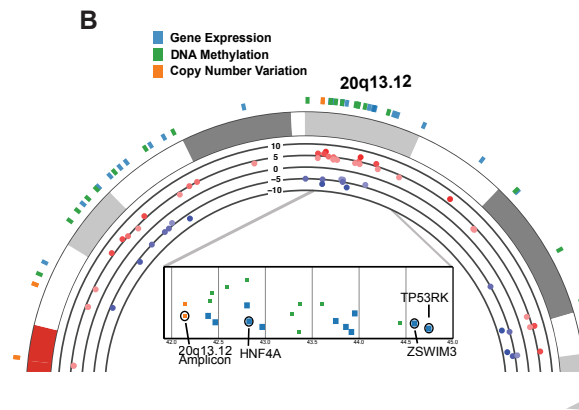 B
Gene Expression
DNA Methylation
Copy Number Variation
20q13.12
10
5
0
−5
−10
TP53RK
20q13.12
Amplicon
HNF4A
ZSWIM3
42.0
42.5
43.0
43.5
44.0
44.5
45.0